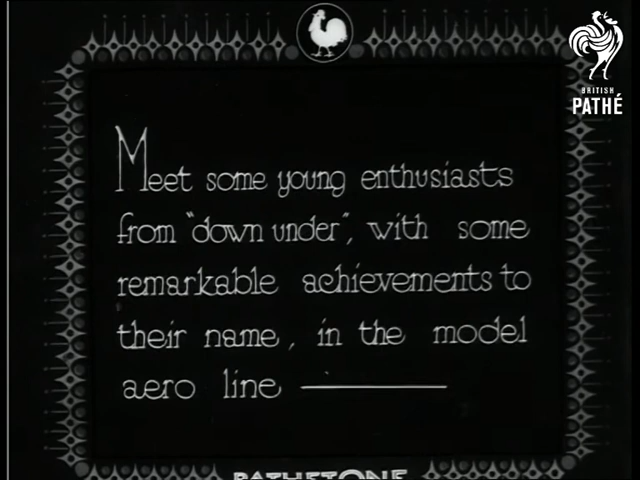 BRITISH
PATHÉ
Meet some young enthusiasts
from "down under", with some
remarkable achievements to
their name, in the model
aero line
PATHETONE